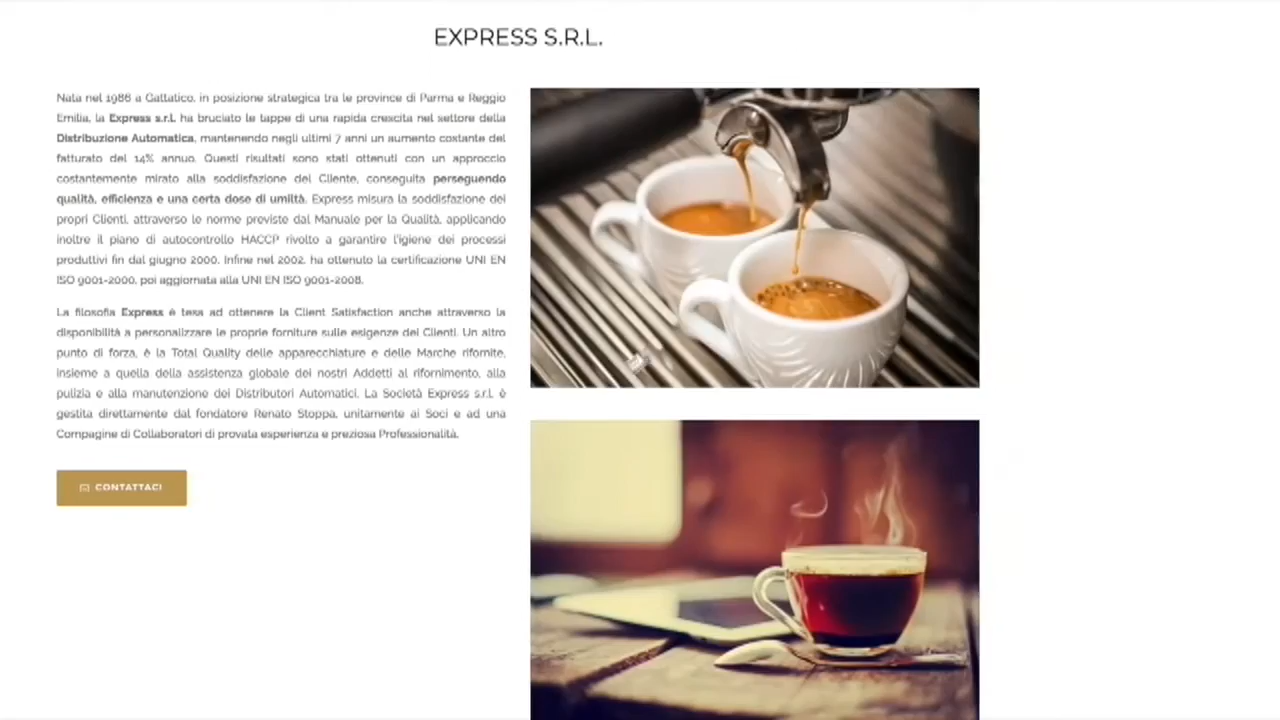 EXPRESS S.R.L.
Nata nel 1986 a Gattatico, in posizione strategica tra le province di Parma e Reggio
Emilia, la Express s.r.l. ha bruciato le tappe di una rapida crescita nel settore della
Distribuzione Automatica, mantenendo negli ultimi 7 anni un aumento costante del
fatturato del 14% annuo. Questi risultati sono stati ottenuti con un approccio
costantemente mirato alla soddisfazione del Cliente, conseguita perseguendo
qualità, efficienza e una certa dose di umiltà. Express misura la soddisfazione dei
propri Clienti, attraverso le norme previste dal Manuale per la Qualità, applicando
inoltre il piano di autocontrollo HACCP rivolto a garantire l'igiene dei processi
produttivi fin dal giugno 2000. Infine nel 2002, ha ottenuto la certificazione UNI EN
ISO 9001-2000, poi aggiornata alla UNI EN ISO 9001-2008.
La filosofia Express è tesa ad ottenere la Client Satisfaction anche attraverso la
disponibilità a personalizzare le proprie forniture sulle esigenze dei Clienti. Un altro
punto di forza, è la Total Quality delle apparecchiature e delle Marche rifornite,
insieme a quella della assistenza globale dei nostri Addetti al rifornimento, alla
pulizia e alla manutenzione dei Distributori Automatici. La Società Express s.r.l. è
gestita direttamente dal fondatore Renato Stoppa, unitamente ai Soci e ad una
Compagine di Collaboratori di provata esperienza e preziosa Professionalità.
CONTATTACI